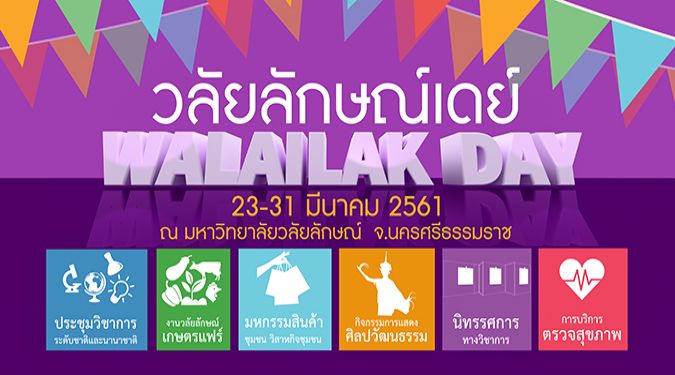 วลัยลักษณ์เดย์
WALAILAK DAY
23-31 มีนาคม 2561
ณ มหาวิทยาลัยวลัยลักษณ์ จ.นครศรีธรรมราช
ประชุมวิชาการ
ระดับชาติและนานาชาติ
งานวลัยลักษณ์
เกษตรแฟร์
มหกรรมสินค้า
ชุมชน วิสาหกิจชุมชน
กิจกรรมการแสดง
ศิลปวัฒนธรรม
นิทรรศการ
ทางวิชาการ
การบริการ
ตรวจสุขภาพ